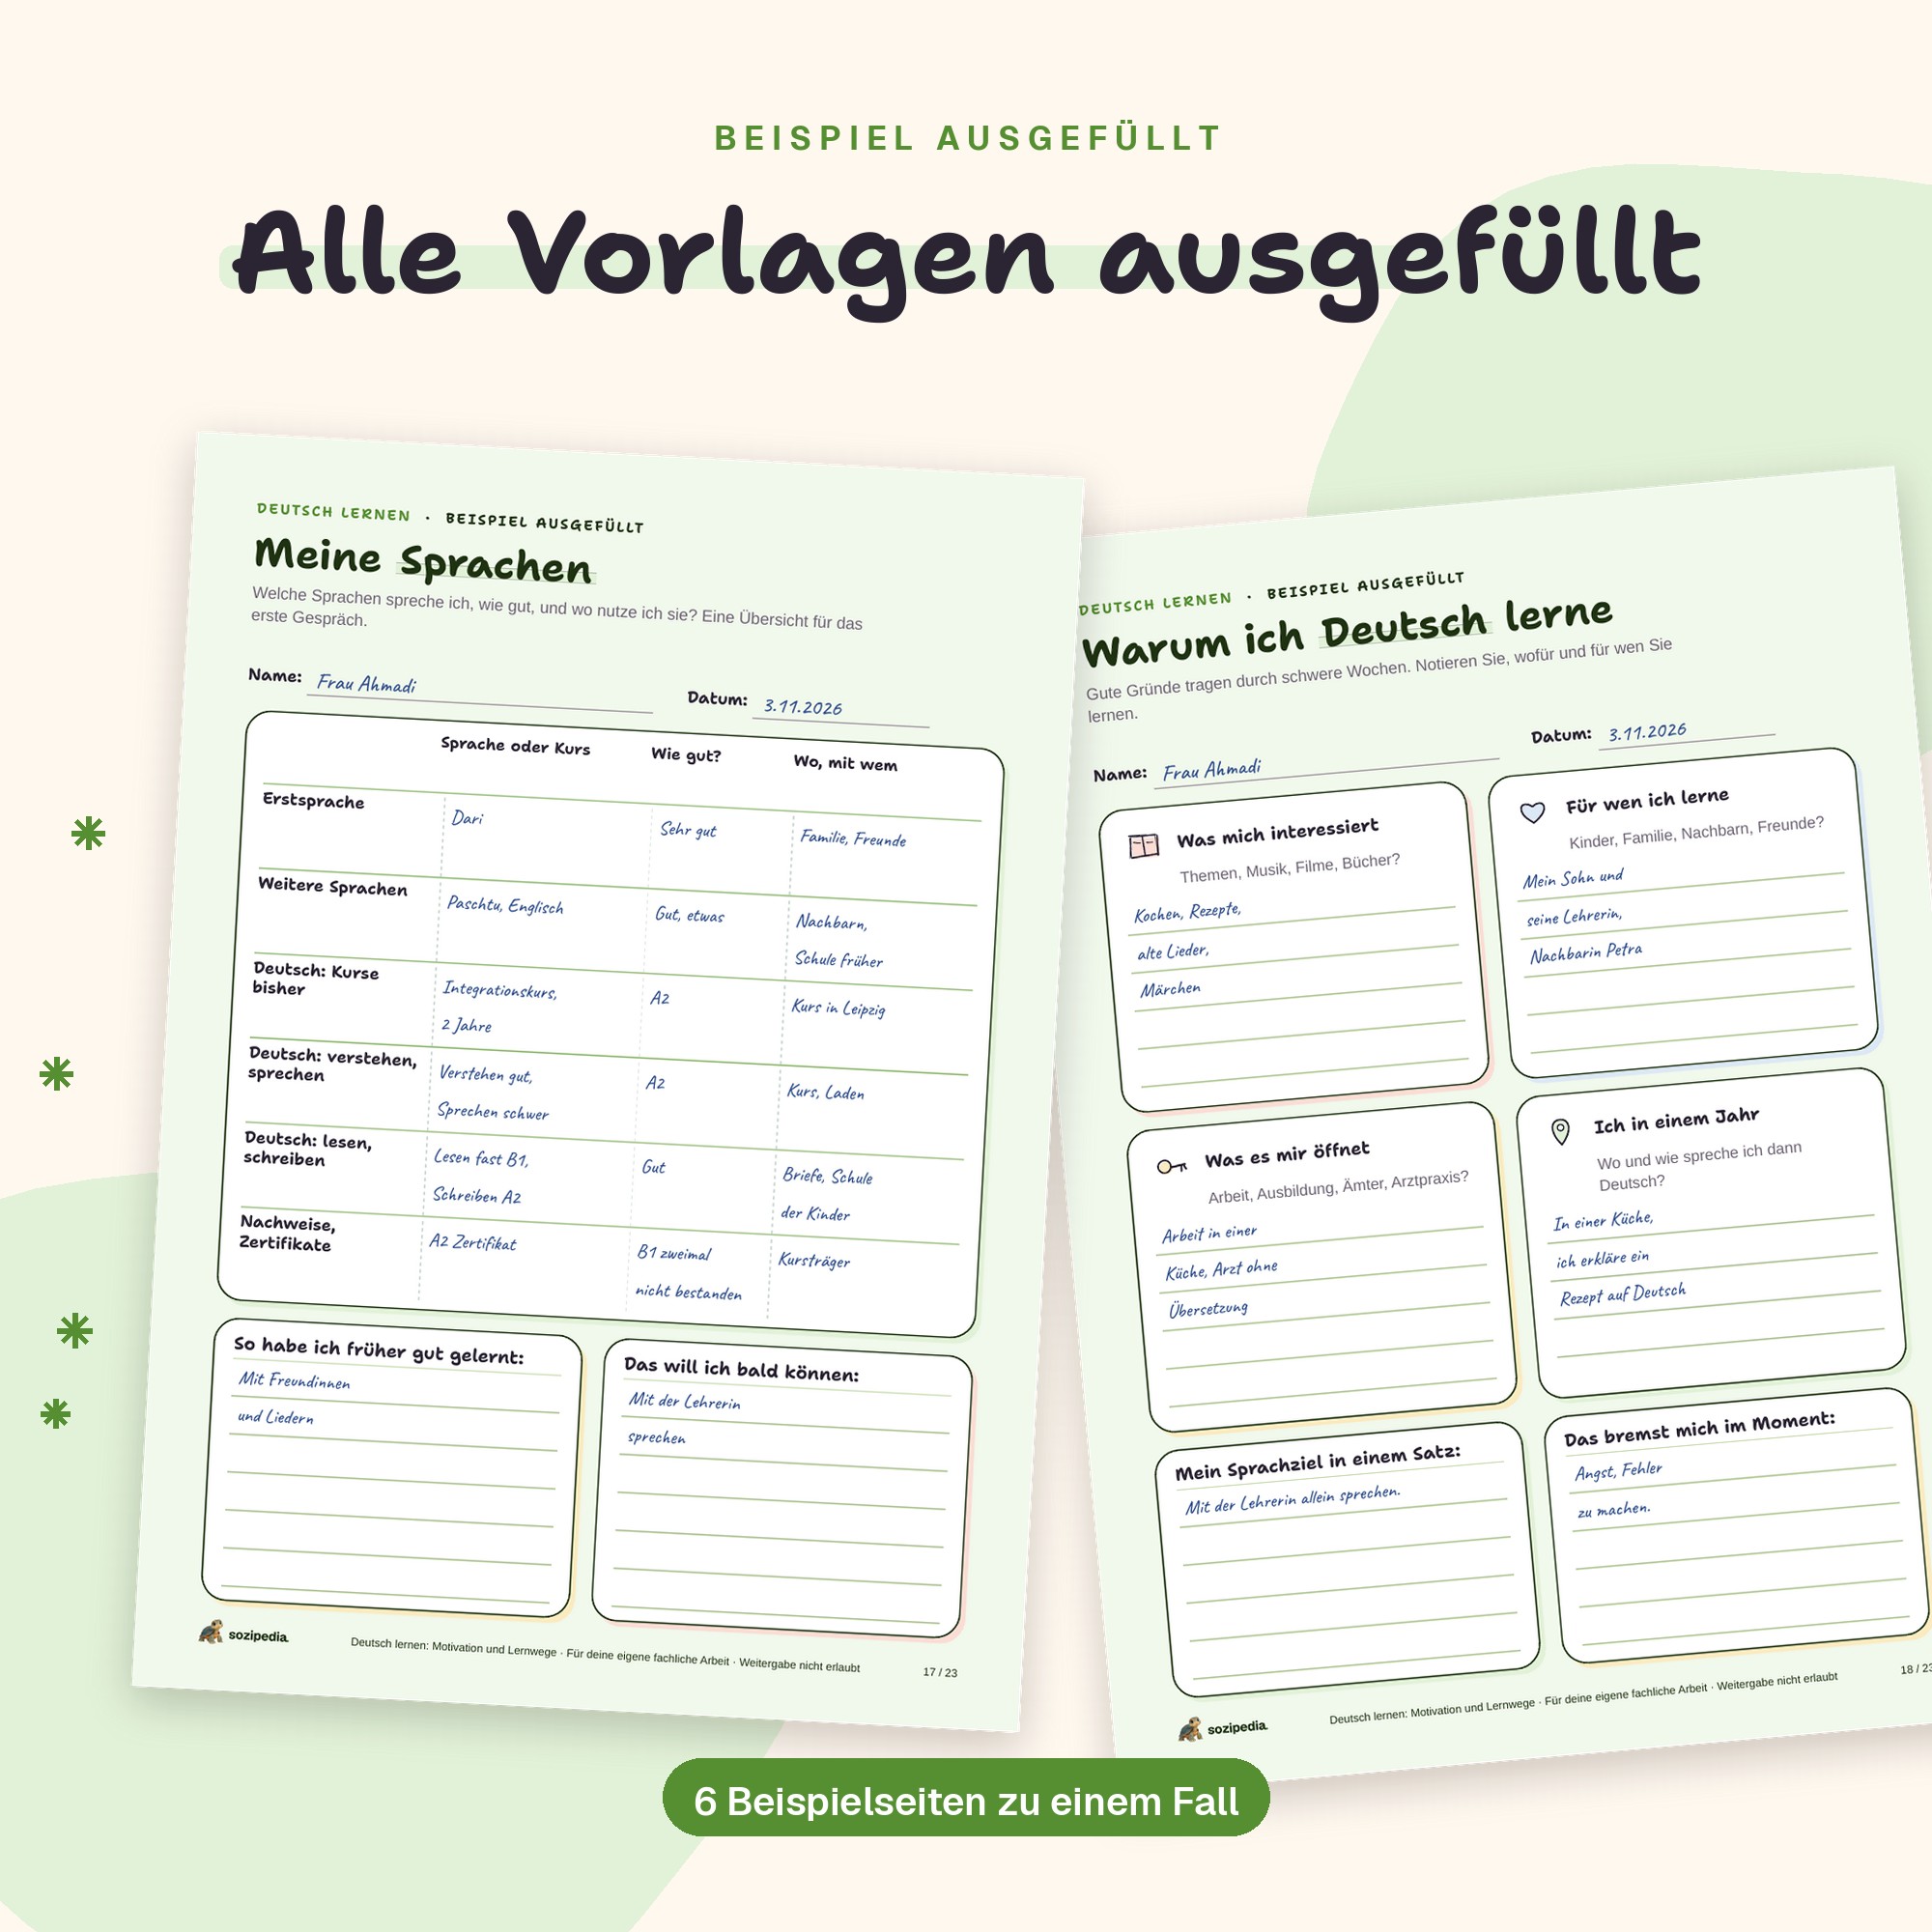 BEISPIEL AUSGEFÜLLT
Alle Vorlagen ausgefüllt
DEUTSCH LERNEN · BEISPIEL AUSGEFÜLLT
Meine Sprachen
Welche Sprachen spreche ich, wie gut, und wo nutze ich sie? Eine Übersicht für das
erste Gespräch.
Name: Frau Ahmadi Datum: 3.11.2026
Sprache oder Kurs Wie gut? Wo, mit wem
Erstsprache Dari Sehr gut Familie, Freunde
Weitere Sprachen Paschtu, Englisch Gut, etwas Nachbarn,
Schule früher
Deutsch: Kurse Integrationskurs, A2 Kurs in Leipzig
bisher 2 Jahre
Deutsch: verstehen, Verstehen gut, A2 Kurs, Laden
sprechen Sprechen schwer
Deutsch: lesen, Lesen fast B1, Gut Briefe, Schule
schreiben Schreiben A2 der Kinder
Nachweise, A2 Zertifikat B1 zweimal Kursträger
Zertifikate nicht bestanden
So habe ich früher gut gelernt:
Mit Freundinnen
und Liedern
Das will ich bald können:
Mit der Lehrerin
sprechen
sozipedia. Deutsch lernen: Motivation und Lernwege · Für deine eigene fachliche Arbeit · Weitergabe nicht erlaubt 17 / 23
DEUTSCH LERNEN · BEISPIEL AUSGEFÜLLT
Warum ich Deutsch lerne
Gute Gründe tragen durch schwere Wochen. Notieren Sie, wofür und für wen Sie
lernen.
Name: Frau Ahmadi Datum: 3.11.2026
Was mich interessiert
Themen, Musik, Filme, Bücher?
Kochen, Rezepte,
alte Lieder,
Märchen
Für wen ich lerne
Kinder, Familie, Nachbarn, Freunde?
Mein Sohn und
seine Lehrerin,
Nachbarin Petra
Was es mir öffnet
Arbeit, Ausbildung, Ämter, Arztpraxis?
Arbeit in einer
Küche, Arzt ohne
Übersetzung
Ich in einem Jahr
Wo und wie spreche ich dann
Deutsch?
In einer Küche,
ich erkläre ein
Rezept auf Deutsch
Mein Sprachziel in einem Satz:
Mit der Lehrerin allein sprechen.
Das bremst mich im Moment:
Angst, Fehler
zu machen.
sozipedia. Deutsch lernen: Motivation und Lernwege · Für deine eigene fachliche Arbeit · Weitergabe nicht erlaubt 18 / 23
6 Beispielseiten zu einem Fall